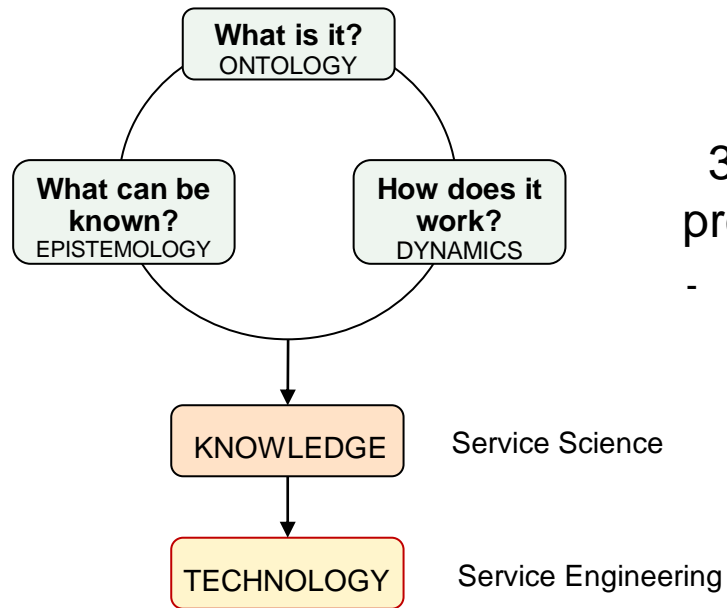 What is it?
ONTOLOGY
What can be
known?
EPISTEMOLOGY
How does it
work?
DYNAMICS
3
-
KNOWLEDGE
Service Science
TECHNOLOGY
Service Engineering